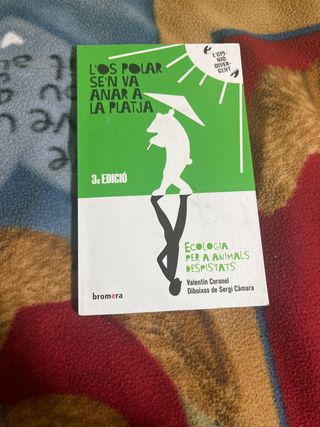 L'OS POLAR
SE'N VA
ANAR A
LA PLATJA
L'OPI-
NIÓ
DIVER-
GENT
3a EDICIÓ
ECOLOGIA
PER A ANIMALS
DESPISTATS
Valentín Coronel
Dibuixos de Sergi Càmara
bromera